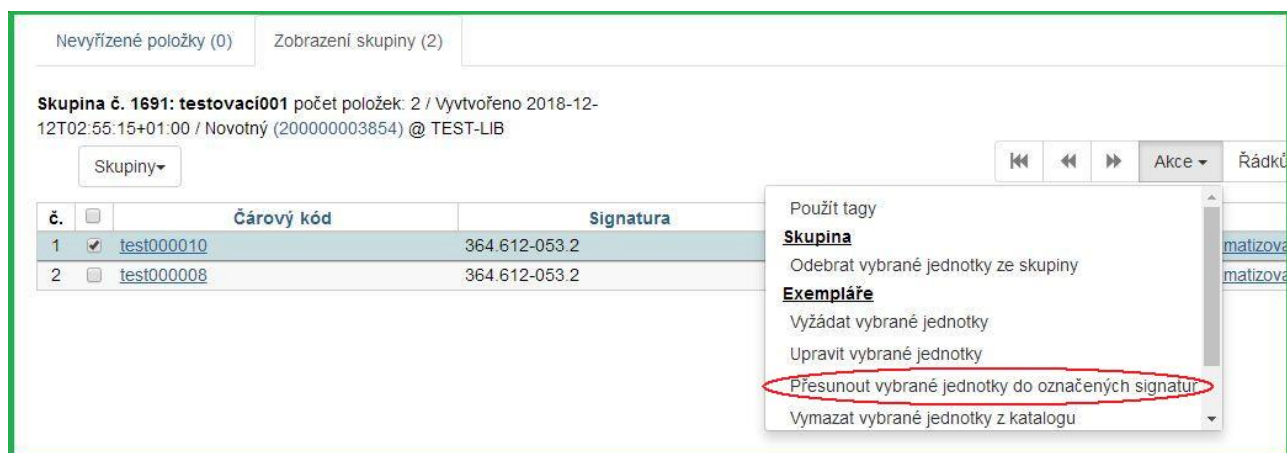 Nevyřízené položky (0) Zobrazení skupiny (2)
Skupina č. 1691: testovací001 počet položek: 2 / Vyvtvořeno 2018-12-
12T02:55:15+01:00 / Novotný (200000003854) @ TEST-LIB
Skupiny Akce Řádků
č. Čárový kód Signatura
1 test000010 364.612-053.2 matizova
2 test000008 364.612-053.2 matizova
Použít tagy
Skupina
Odebrat vybrané jednotky ze skupiny
Exempláře
Vyžádat vybrané jednotky
Upravit vybrané jednotky
Přesunout vybrané jednotky do označených signatur
Vymazat vybrané jednotky z katalogu